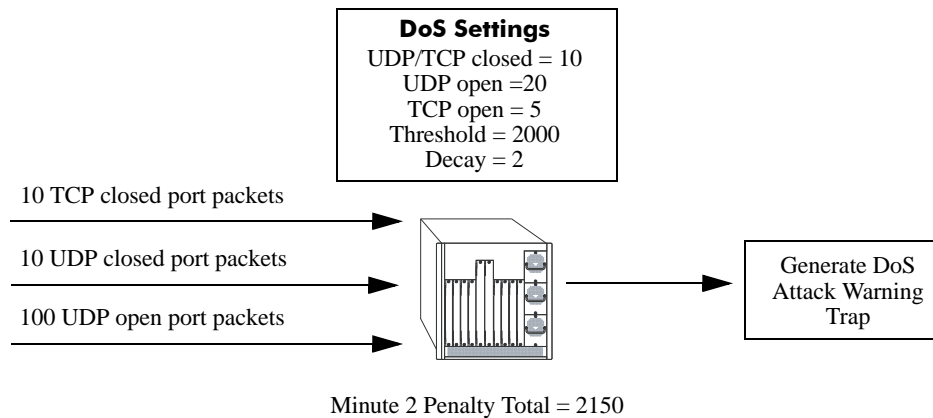 DoS Settings
UDP/TCP closed = 10
UDP open =20
TCP open = 5
Threshold = 2000
Decay = 2
10 TCP closed port packets
10 UDP closed port packets
100 UDP open port packets
Generate DoS
Attack Warning
Trap
Minute 2 Penalty Total = 2150